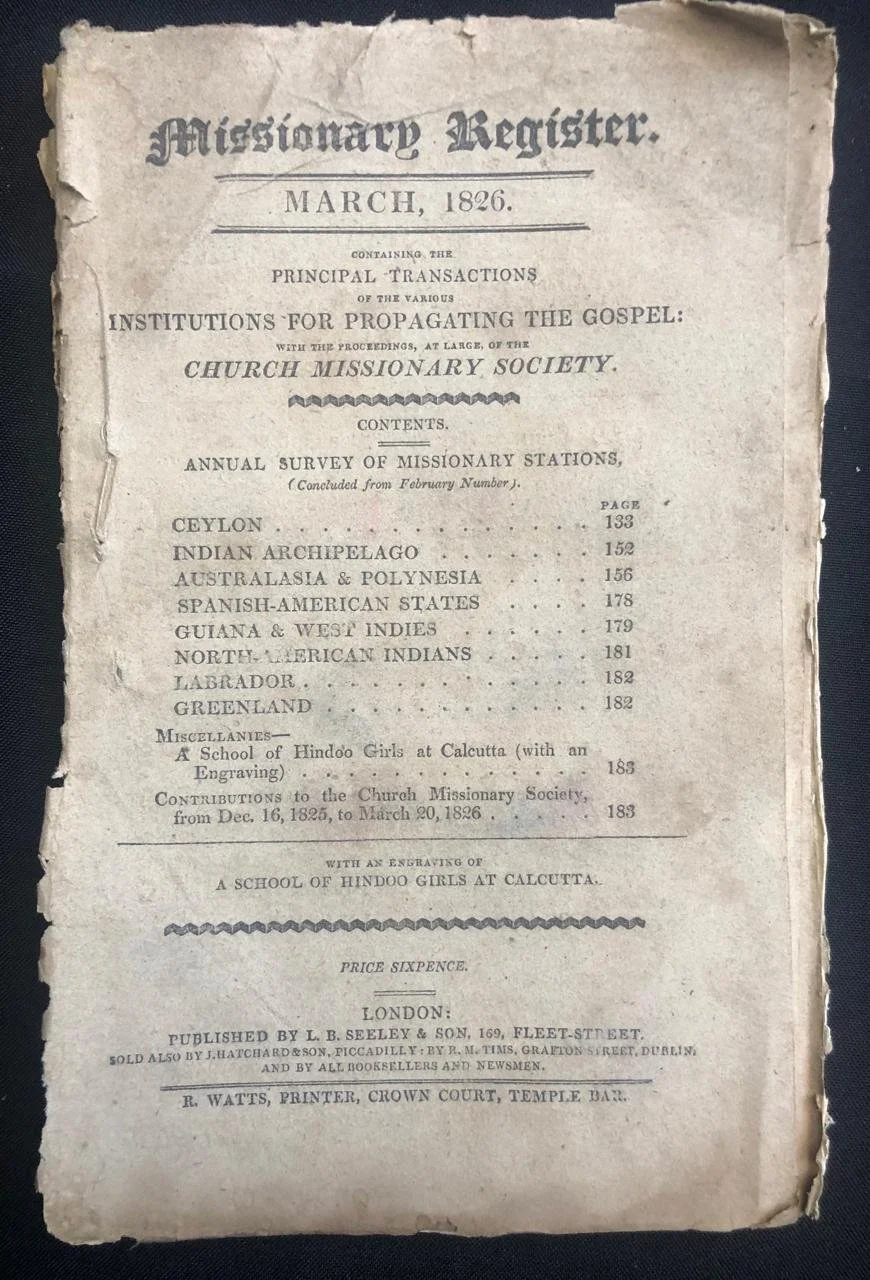 Missionary Register.
MARCH, 1826.
CONTAINING THE
PRINCIPAL TRANSACTIONS
OF THE VARIOUS
INSTITUTIONS FOR PROPAGATING THE GOSPEL:
WITH THE PROCEEDINGS, AT LARGE, OF THE
CHURCH MISSIONARY SOCIETY.
CONTENTS.
ANNUAL SURVEY OF MISSIONARY STATIONS,
(Concluded from February Number).
PAGE
CEYLON . . . . . . . . . . . . . . 133
INDIAN ARCHIPELAGO . . . . . . . 152
AUSTRALASIA & POLYNESIA . . . . 156
SPANISH-AMERICAN STATES . . . . 178
GUIANA & WEST INDIES . . . . . . 179
NORTH-AMERICAN INDIANS . . . . . 181
LABRADOR . . . . . . . . . . . . 182
GREENLAND . . . . . . . . . . . 182
MISCELLANIES—
A School of Hindoo Girls at Calcutta (with an
Engraving) . . . . . . . . . . . . . 183
CONTRIBUTIONS to the Church Missionary Society,
from Dec. 16, 1825, to March 20, 1826 . . . . . 183
WITH AN ENGRAVING OF
A SCHOOL OF HINDOO GIRLS AT CALCUTTA.
PRICE SIXPENCE.
LONDON:
PUBLISHED BY L. B. SEELEY & SON, 169, FLEET-STREET.
SOLD ALSO BY J. HATCHARD & SON, PICCADILLY: BY R. M. TIMS, GRAFTON STREET, DUBLIN;
AND BY ALL BOOKSELLERS AND NEWSMEN.
R. WATTS, PRINTER, CROWN COURT, TEMPLE BAR.